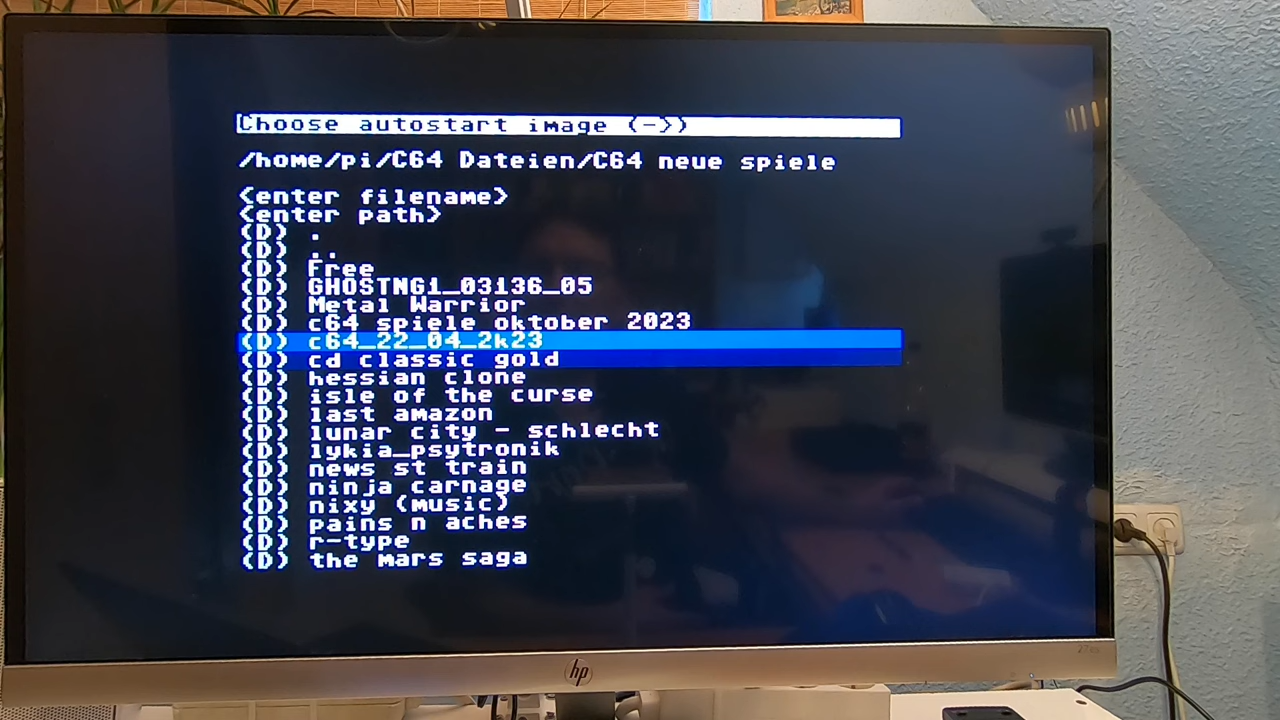 Choose autostart image (->)
/home/pi/C64 Dateien/C64 neue spiele
<enter filename>
<enter path>
(D) .
(D) ..
(D) Free
(D) GHOSTNG1_03136_05
(D) Metal Warrior
(D) c64 spiele oktober 2023
(D) c64_22_04_2k23
(D) cd classic gold
(D) hessian clone
(D) isle of the curse
(D) last amazon
(D) lunar city - schlecht
(D) lykia_psytronik
(D) news st train
(D) ninja carnage
(D) nixy (music)
(D) pains n aches
(D) r-type
(D) the mars saga
hp